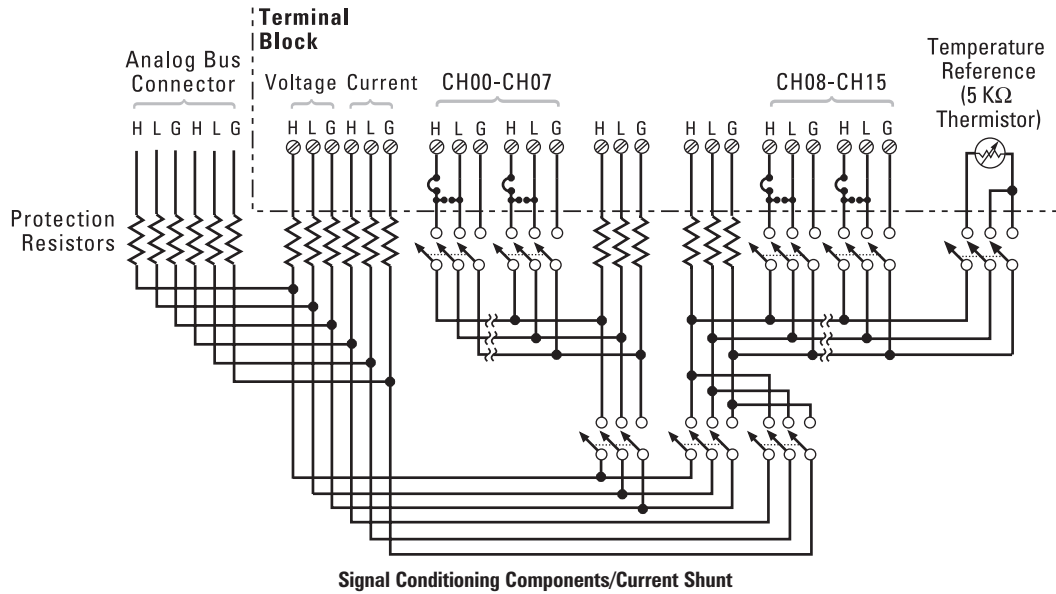 Terminal
Block
Analog Bus
Connector
Voltage Current
CH00-CH07
CH08-CH15
Temperature
Reference
(5 KΩ
Thermistor)
H L G H L G
H L G H L G
H L G H L G
H L G
H L G
H L G H L G
Protection
Resistors
Signal Conditioning Components/Current Shunt